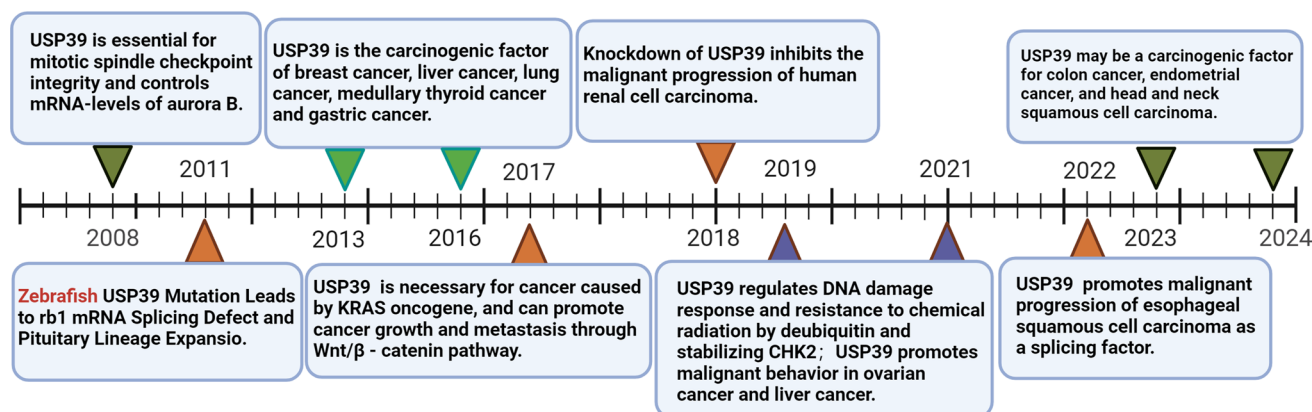 USP39 is essential for
mitotic spindle checkpoint
integrity and controls
mRNA-levels of aurora B.
USP39 is the carcinogenic factor
of breast cancer, liver cancer, lung
cancer, medullary thyroid cancer
and gastric cancer.
Knockdown of USP39 inhibits the
malignant progression of human
renal cell carcinoma.
USP39 may be a carcinogenic factor
for colon cancer, endometrial
cancer, and head and neck
squamous cell carcinoma.
2011
2017
2019
2021
2022
2008
2013
2016
2018
2023
2024
Zebrafish USP39 Mutation Leads
to rb1 mRNA Splicing Defect and
Pituitary Lineage Expansio.
USP39 is necessary for cancer caused
by KRAS oncogene, and can promote
cancer growth and metastasis through
Wnt/β - catenin pathway.
USP39 regulates DNA damage
response and resistance to chemical
radiation by deubiquitin and
stabilizing CHK2；USP39 promotes
malignant behavior in ovarian
cancer and liver cancer.
USP39 promotes malignant
progression of esophageal
squamous cell carcinoma as
a splicing factor.